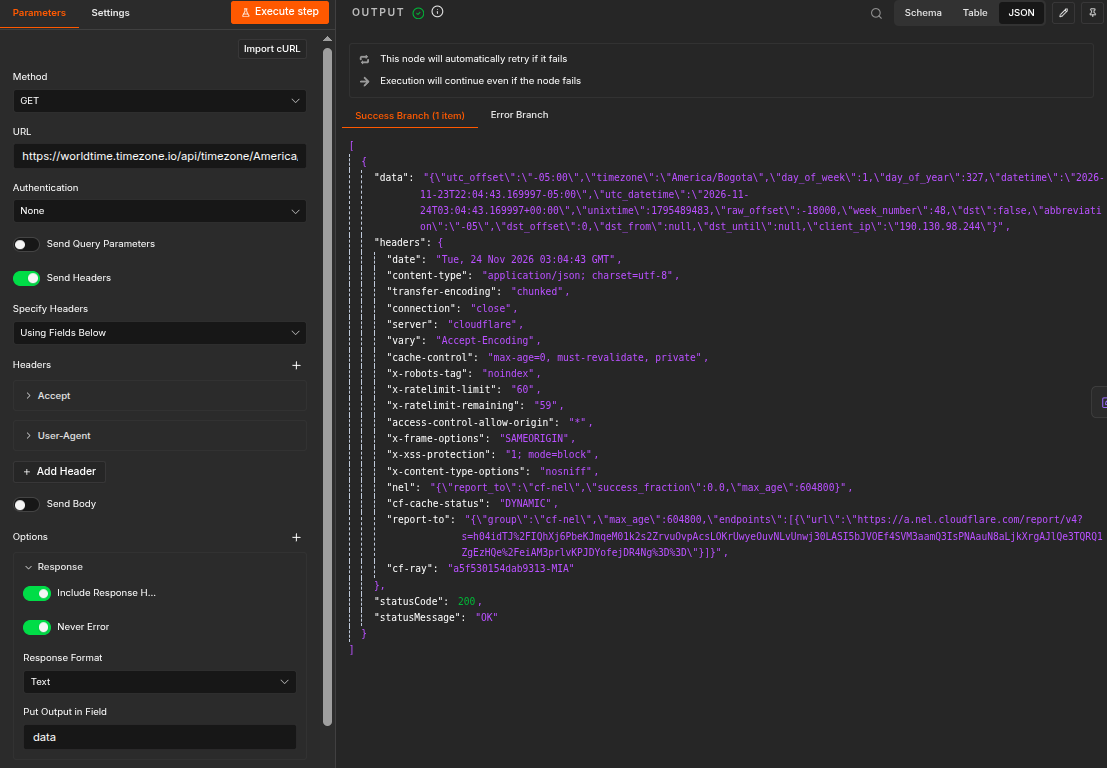 Parameters
Settings
Execute step
Import cURL
Method
GET
URL
https://worldtime.timezone.io/api/timezone/America,
Authentication
None
Send Query Parameters
Send Headers
Specify Headers
Using Fields Below
Headers
Accept
User-Agent
Add Header
Send Body
Options
Response
Include Response H...
Never Error
Response Format
Text
Put Output in Field
data
OUTPUT
Schema
Table
JSON
This node will automatically retry if it fails
Execution will continue even if the node fails
Success Branch (1 item)
Error Branch
[
{
"data": "{\"utc_offset\":\"-05:00\",\"timezone\":\"America/Bogota\",\"day_of_week\":1,\"day_of_year\":327,\"datetime\":\"2026-
11-23T22:04:43.169997-05:00\",\"utc_datetime\":\"2026-11-
24T03:04:43.169997+00:00\",\"unixtime\":1795489483,\"raw_offset\":-18000,\"week_number\":48,\"dst\":false,\"abbreviati
on\":\"-05\",\"dst_offset\":0,\"dst_from\":null,\"dst_until\":null,\"client_ip\":\"190.130.98.244\"}",
"headers": {
"date": "Tue, 24 Nov 2026 03:04:43 GMT",
"content-type": "application/json; charset=utf-8",
"transfer-encoding": "chunked",
"connection": "close",
"server": "cloudflare",
"vary": "Accept-Encoding",
"cache-control": "max-age=0, must-revalidate, private",
"x-robots-tag": "noindex",
"x-ratelimit-limit": "60",
"x-ratelimit-remaining": "59",
"access-control-allow-origin": "*",
"x-frame-options": "SAMEORIGIN",
"x-xss-protection": "1; mode=block",
"x-content-type-options": "nosniff",
"nel": "{\"report_to\":\"cf-nel\",\"success_fraction\":0.0,\"max_age\":604800}",
"cf-cache-status": "DYNAMIC",
"report-to": "{\"group\":\"cf-nel\",\"max_age\":604800,\"endpoints\":[{\"url\":\"https://a.nel.cloudflare.com/report/v4?
s=h04idTJ%2FIQhXj6PbeKJmqeM01k2s2ZrvuOvpAcsLOKrUwyeOuvNLvUnwj30LASI5bJVOEf4SVM3aamQ3IsPNAauN8aLjkXrgAJlQe3TQRQ1
ZgEzHQe%2FeiAM3prlvKPJDYofejDR4Ng%3D%3D\"}]}",
"cf-ray": "a5f530154dab9313-MIA"
},
"statusCode": 200,
"statusMessage": "OK"
}
]